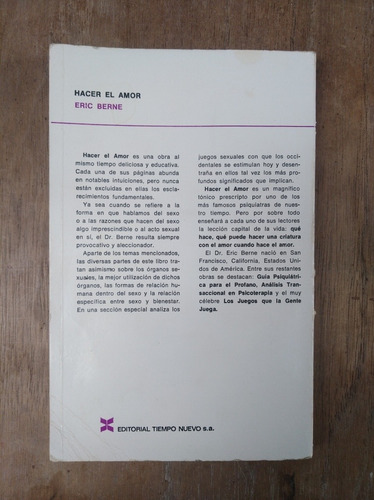 HACER EL AMOR
ERIC BERNE
Hacer el Amor es una obra al
mismo tiempo deliciosa y educativa.
Cada una de sus páginas abunda
en notables intuiciones, pero nunca
están excluidas en ellas los escla-
recimientos fundamentales.
Ya sea cuando se refiere a la
forma en que hablamos del sexo
o a las razones que hacen del sexo
algo imprescindible o al acto sexual
en sí, el Dr. Berne resulta siempre
provocativo y aleccionador.
Aparte de los temas mencionados,
las diversas partes de este libro tra-
tan asimismo sobre los órganos se-
xuales, la mejor utilización de dichos
órganos, las formas de relación hu-
mana dentro del sexo y la relación
específica entre sexo y bienestar.
En una sección especial analiza los
juegos sexuales con que los occi-
dentales se estimulan hoy y desen-
traña en ellos tal vez los más pro-
fundos significados que implican.
Hacer el Amor es un magnífico
tónico prescripto por uno de los
más famosos psiquiatras de nues-
tro tiempo. Pero por sobre todo
enseñará a cada uno de sus lectores
la lección capital de la vida: qué
hace, qué puede hacer una criatura
con el amor cuando hace el amor.
El Dr. Eric Berne nació en San
Francisco, California, Estados Uni-
dos de América. Entre sus restantes
obras se destacan: Guía Psiquiátri-
ca para el Profano, Análisis Tran-
saccional en Psicoterapia y el muy
célebre Los Juegos que la Gente
Juega.
EDITORIAL TIEMPO NUEVO s.a.